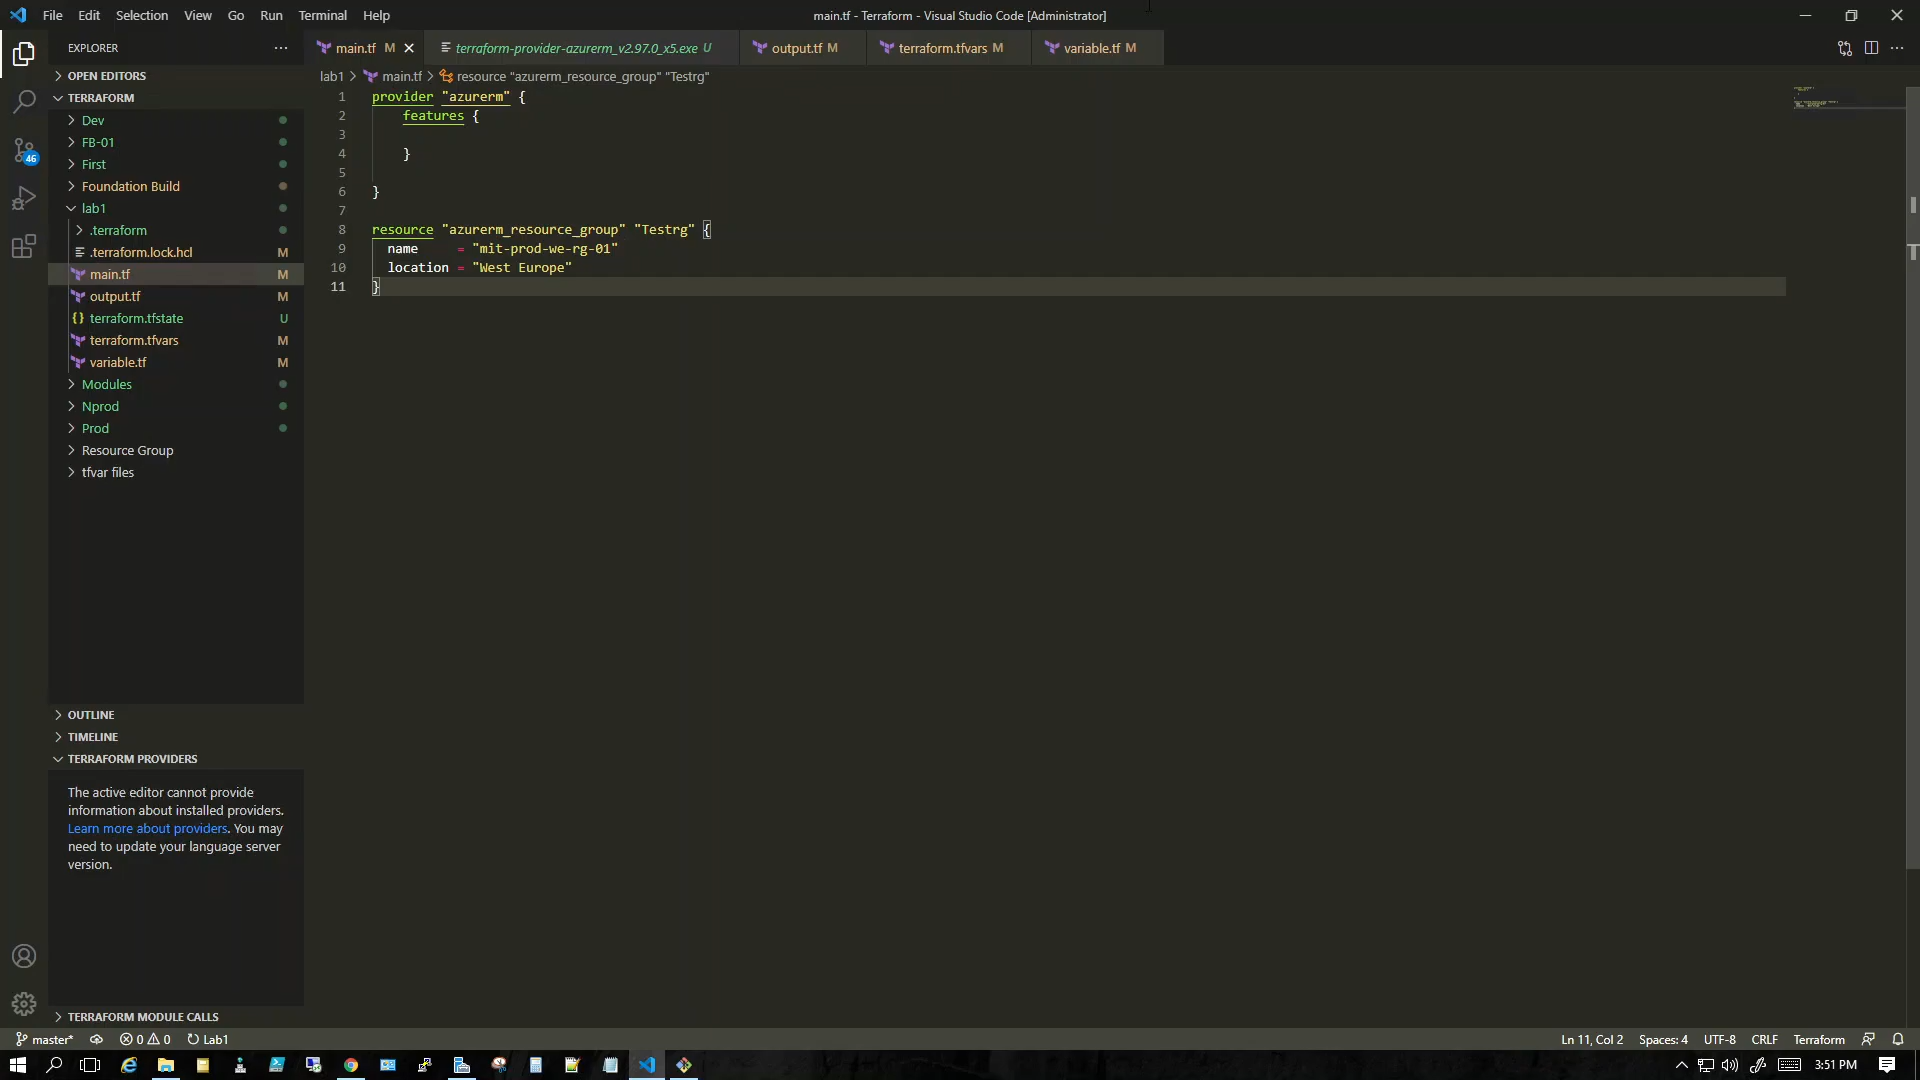 File Edit Selection View Go Run Terminal Help
main.tf - Terraform - Visual Studio Code [Administrator]
EXPLORER
main.tf M
terraform-provider-azurerm_v2.97.0_x5.exe U
output.tf M
terraform.tfvars M
variable.tf M
OPEN EDITORS
TERRAFORM
Dev
FB-01
First
Foundation Build
lab1
.terraform
.terraform.lock.hcl M
main.tf M
output.tf M
terraform.tfstate U
terraform.tfvars M
variable.tf M
Modules
Nprod
Prod
Resource Group
tfvar files
46
OUTLINE
TIMELINE
TERRAFORM PROVIDERS
The active editor cannot provide
information about installed providers.
Learn more about providers. You may
need to update your language server
version.
TERRAFORM MODULE CALLS
lab1 > main.tf > resource "azurerm_resource_group" "Testrg"
1 provider "azurerm" {
2 features {
3
4 }
5
6 }
7
8 resource "azurerm_resource_group" "Testrg" {
9 name = "mit-prod-we-rg-01"
10 location = "West Europe"
11 }
master* 0 0 Lab1
Ln 11, Col 2 Spaces: 4 UTF-8 CRLF Terraform
3:51 PM